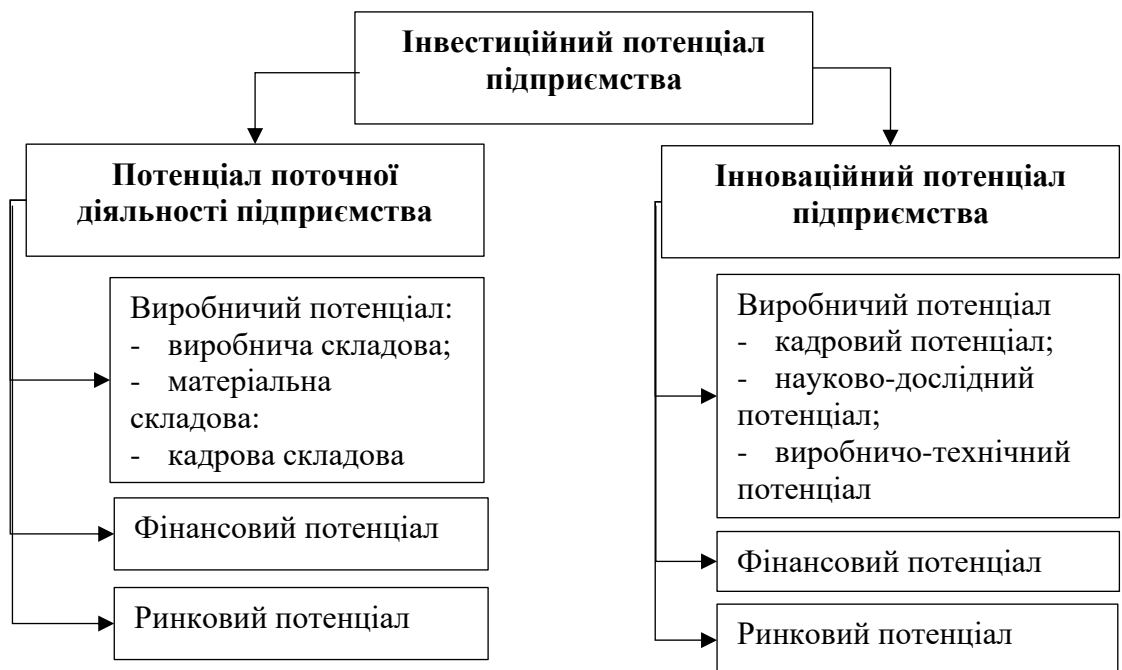 Інвестиційний потенціал
підприємства
Потенціал поточної
діяльності підприємства
Виробничий потенціал:
- виробнича складова;
- матеріальна
складова:
- кадрова складова
Фінансовий потенціал
Ринковий потенціал
Інноваційний потенціал
підприємства
Виробничий потенціал
- кадровий потенціал;
- науково-дослідний
потенціал;
- виробничо-технічний
потенціал
Фінансовий потенціал
Ринковий потенціал